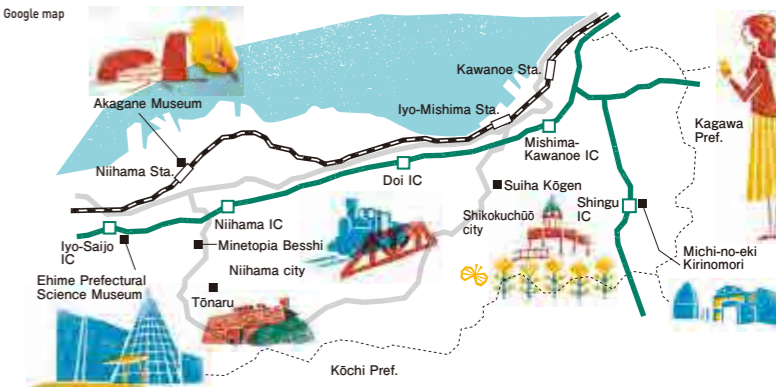 Google map
Kawanoe Sta.
Akagane Museum
Iyo-Mishima Sta.
Kagawa
Pref.
Mishima-
Kawanoe IC
Niihama Sta.
Doi IC
Suiha Kōgen
Shikokuchūō
city
Shingu
IC
Niihama IC
Iyo-Saijo
IC
Minetopia Besshi
Michi-no-eki
Kirinomori
Niihama city
Ehime Prefectural
Science Museum
Tōnaru
Kōchi Pref.